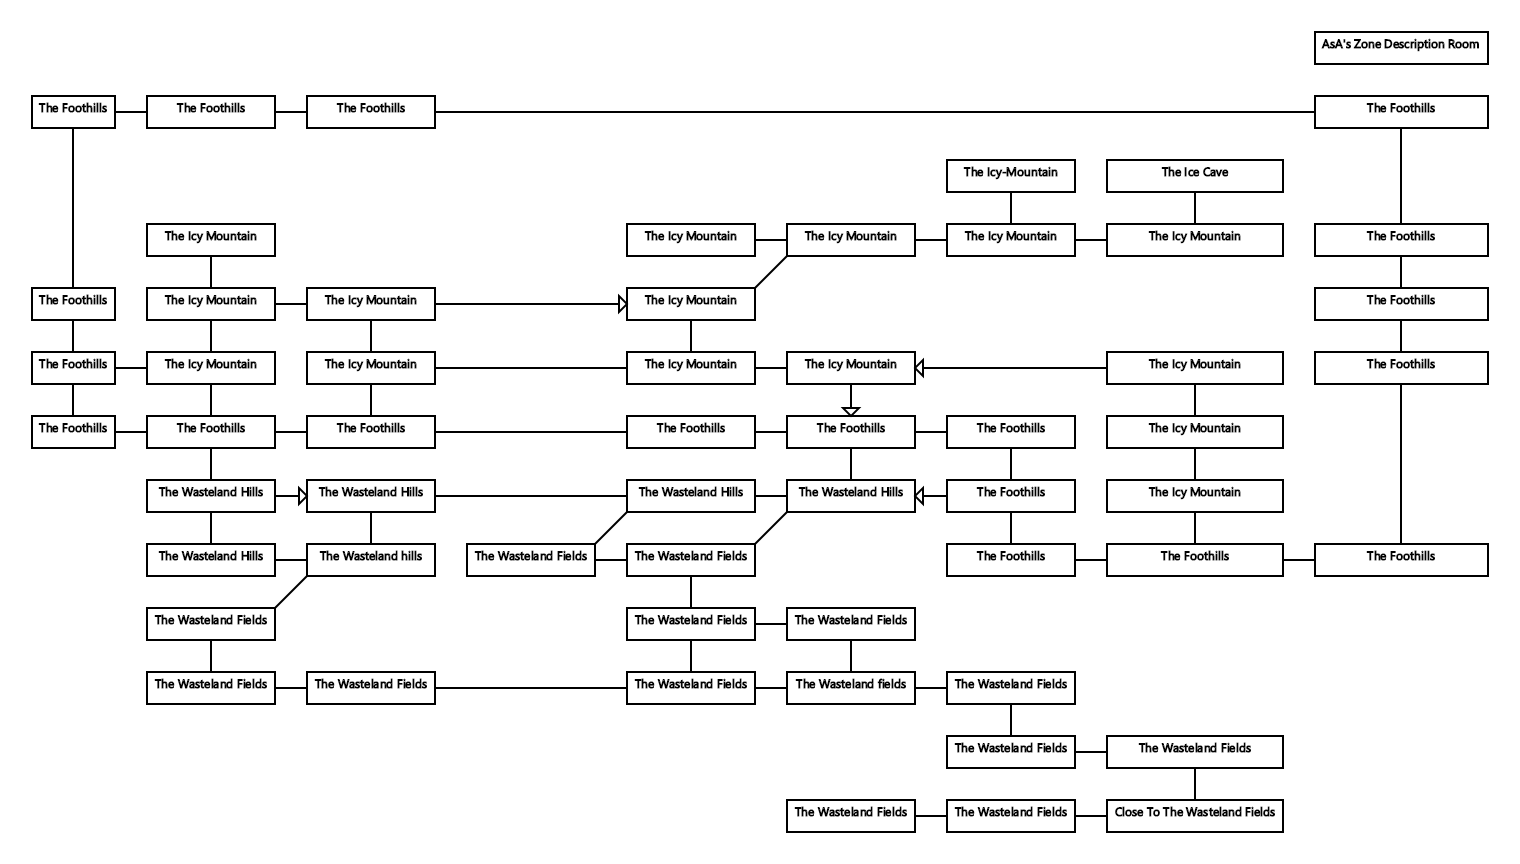 AsA's Zone Description Room
The Foothills
The Foothills
The Foothills
The Foothills
The Icy-Mountain
The Ice Cave
The Icy Mountain
The Icy Mountain
The Icy Mountain
The Icy Mountain
The Icy Mountain
The Foothills
The Foothills
The Icy Mountain
The Icy Mountain
The Icy Mountain
The Foothills
The Foothills
The Icy Mountain
The Icy Mountain
The Icy Mountain
The Icy Mountain
The Icy Mountain
The Foothills
The Foothills
The Foothills
The Foothills
The Foothills
The Foothills
The Foothills
The Icy Mountain
The Wasteland Hills
The Wasteland Hills
The Wasteland Hills
The Wasteland Hills
The Foothills
The Icy Mountain
The Wasteland Hills
The Wasteland hills
The Wasteland Fields
The Wasteland Fields
The Foothills
The Foothills
The Foothills
The Wasteland Fields
The Wasteland Fields
The Wasteland Fields
The Wasteland Fields
The Wasteland Fields
The Wasteland Fields
The Wasteland fields
The Wasteland Fields
The Wasteland Fields
The Wasteland Fields
The Wasteland Fields
The Wasteland Fields
Close To The Wasteland Fields